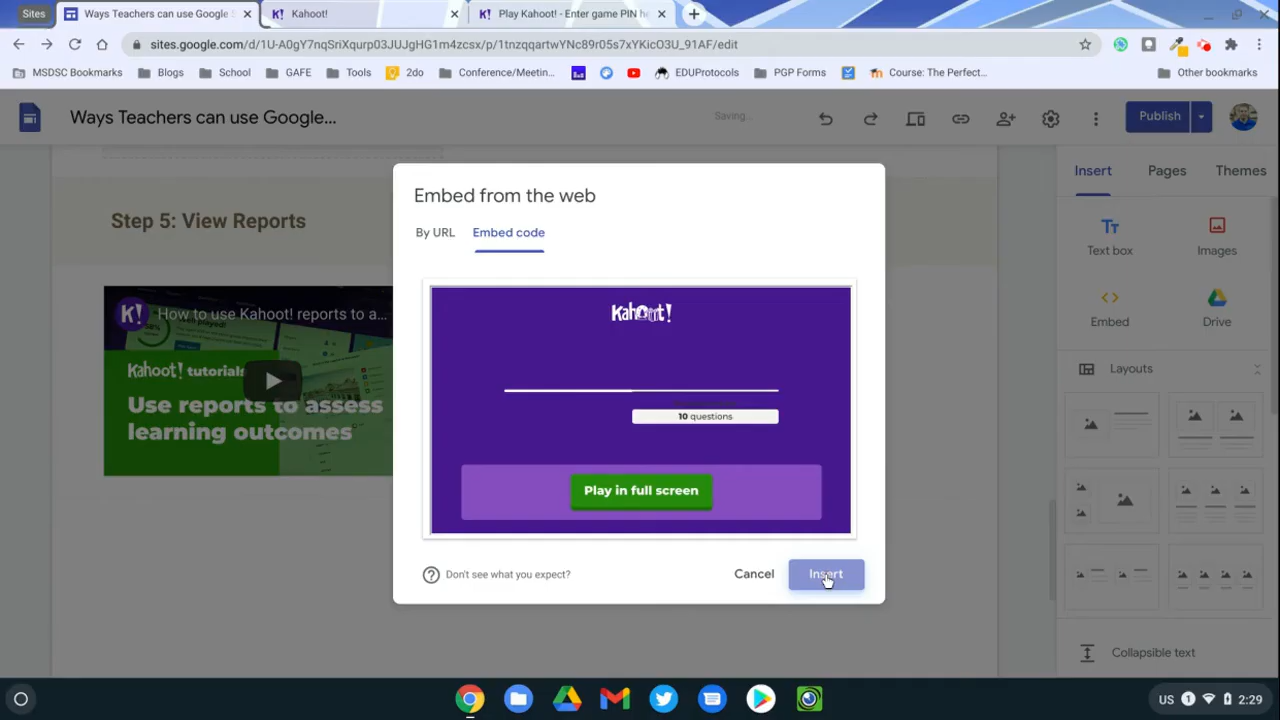 Sites
Ways Teachers can use Google S
Kahoot!
Play Kahoot! - Enter game PIN he
sites.google.com/d/1U-A0gY7nqSriXqurp03JUJgHG1m4zcsx/p/1tnzqqartwYNc89r05s7xYKicO3U_91AF/edit
MSDSC Bookmarks
Blogs
School
GAFE
Tools
2do
Conference/Meetin...
EDUProtocols
PGP Forms
Course: The Perfect...
Other bookmarks
Ways Teachers can use Google...
Saving...
Publish
Insert
Pages
Themes
Step 5: View Reports
Text box
Images
Embed
Drive
Layouts
Collapsible text
K!
How to use Kahoot! reports to a...
Kahoot! tutorials
Use reports to assess
learning outcomes
Embed from the web
By URL
Embed code
Kahoot!
10 questions
Play in full screen
Don't see what you expect?
Cancel
Insert
US
1
2:29